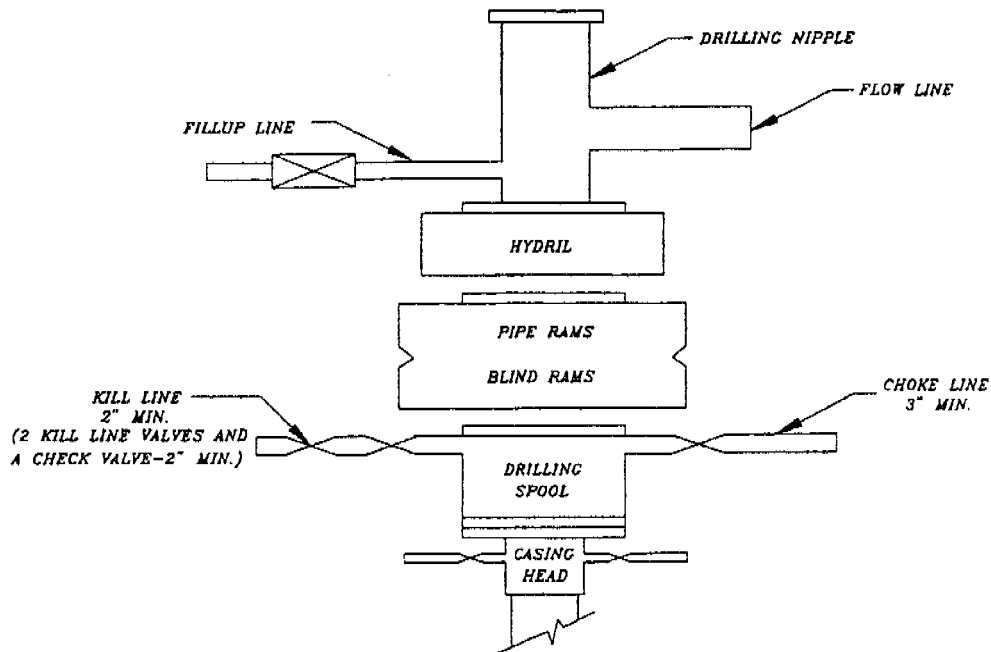 DRILLING NIPPLE
FLOW LINE
FILLUP LINE
HYDRIL
PIPE RAMS
BLIND RAMS
KILL LINE
2" MIN.
(2 KILL LINE VALVES AND
A CHECK VALVE-2" MIN.)
CHOKE LINE
3" MIN.
DRILLING
SPOOL
CASING
HEAD